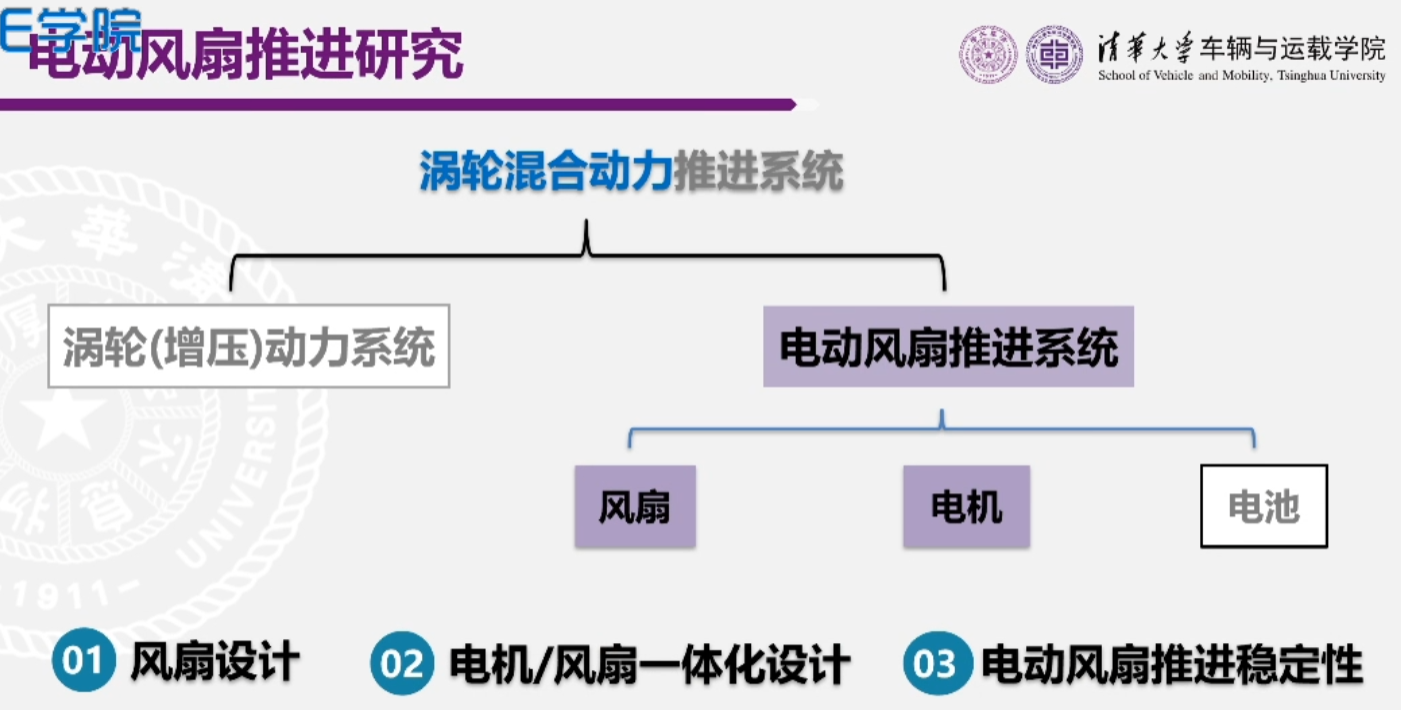 E学院
电动风扇推进研究
清华大学车辆与运载学院
School of Vehicle and Mobility, Tsinghua University
涡轮混合动力推进系统
涡轮(增压)动力系统
电动风扇推进系统
风扇
电机
电池
UNIVERSI
-1911-
01 风扇设计
02 电机/风扇一体化设计
03 电动风扇推进稳定性